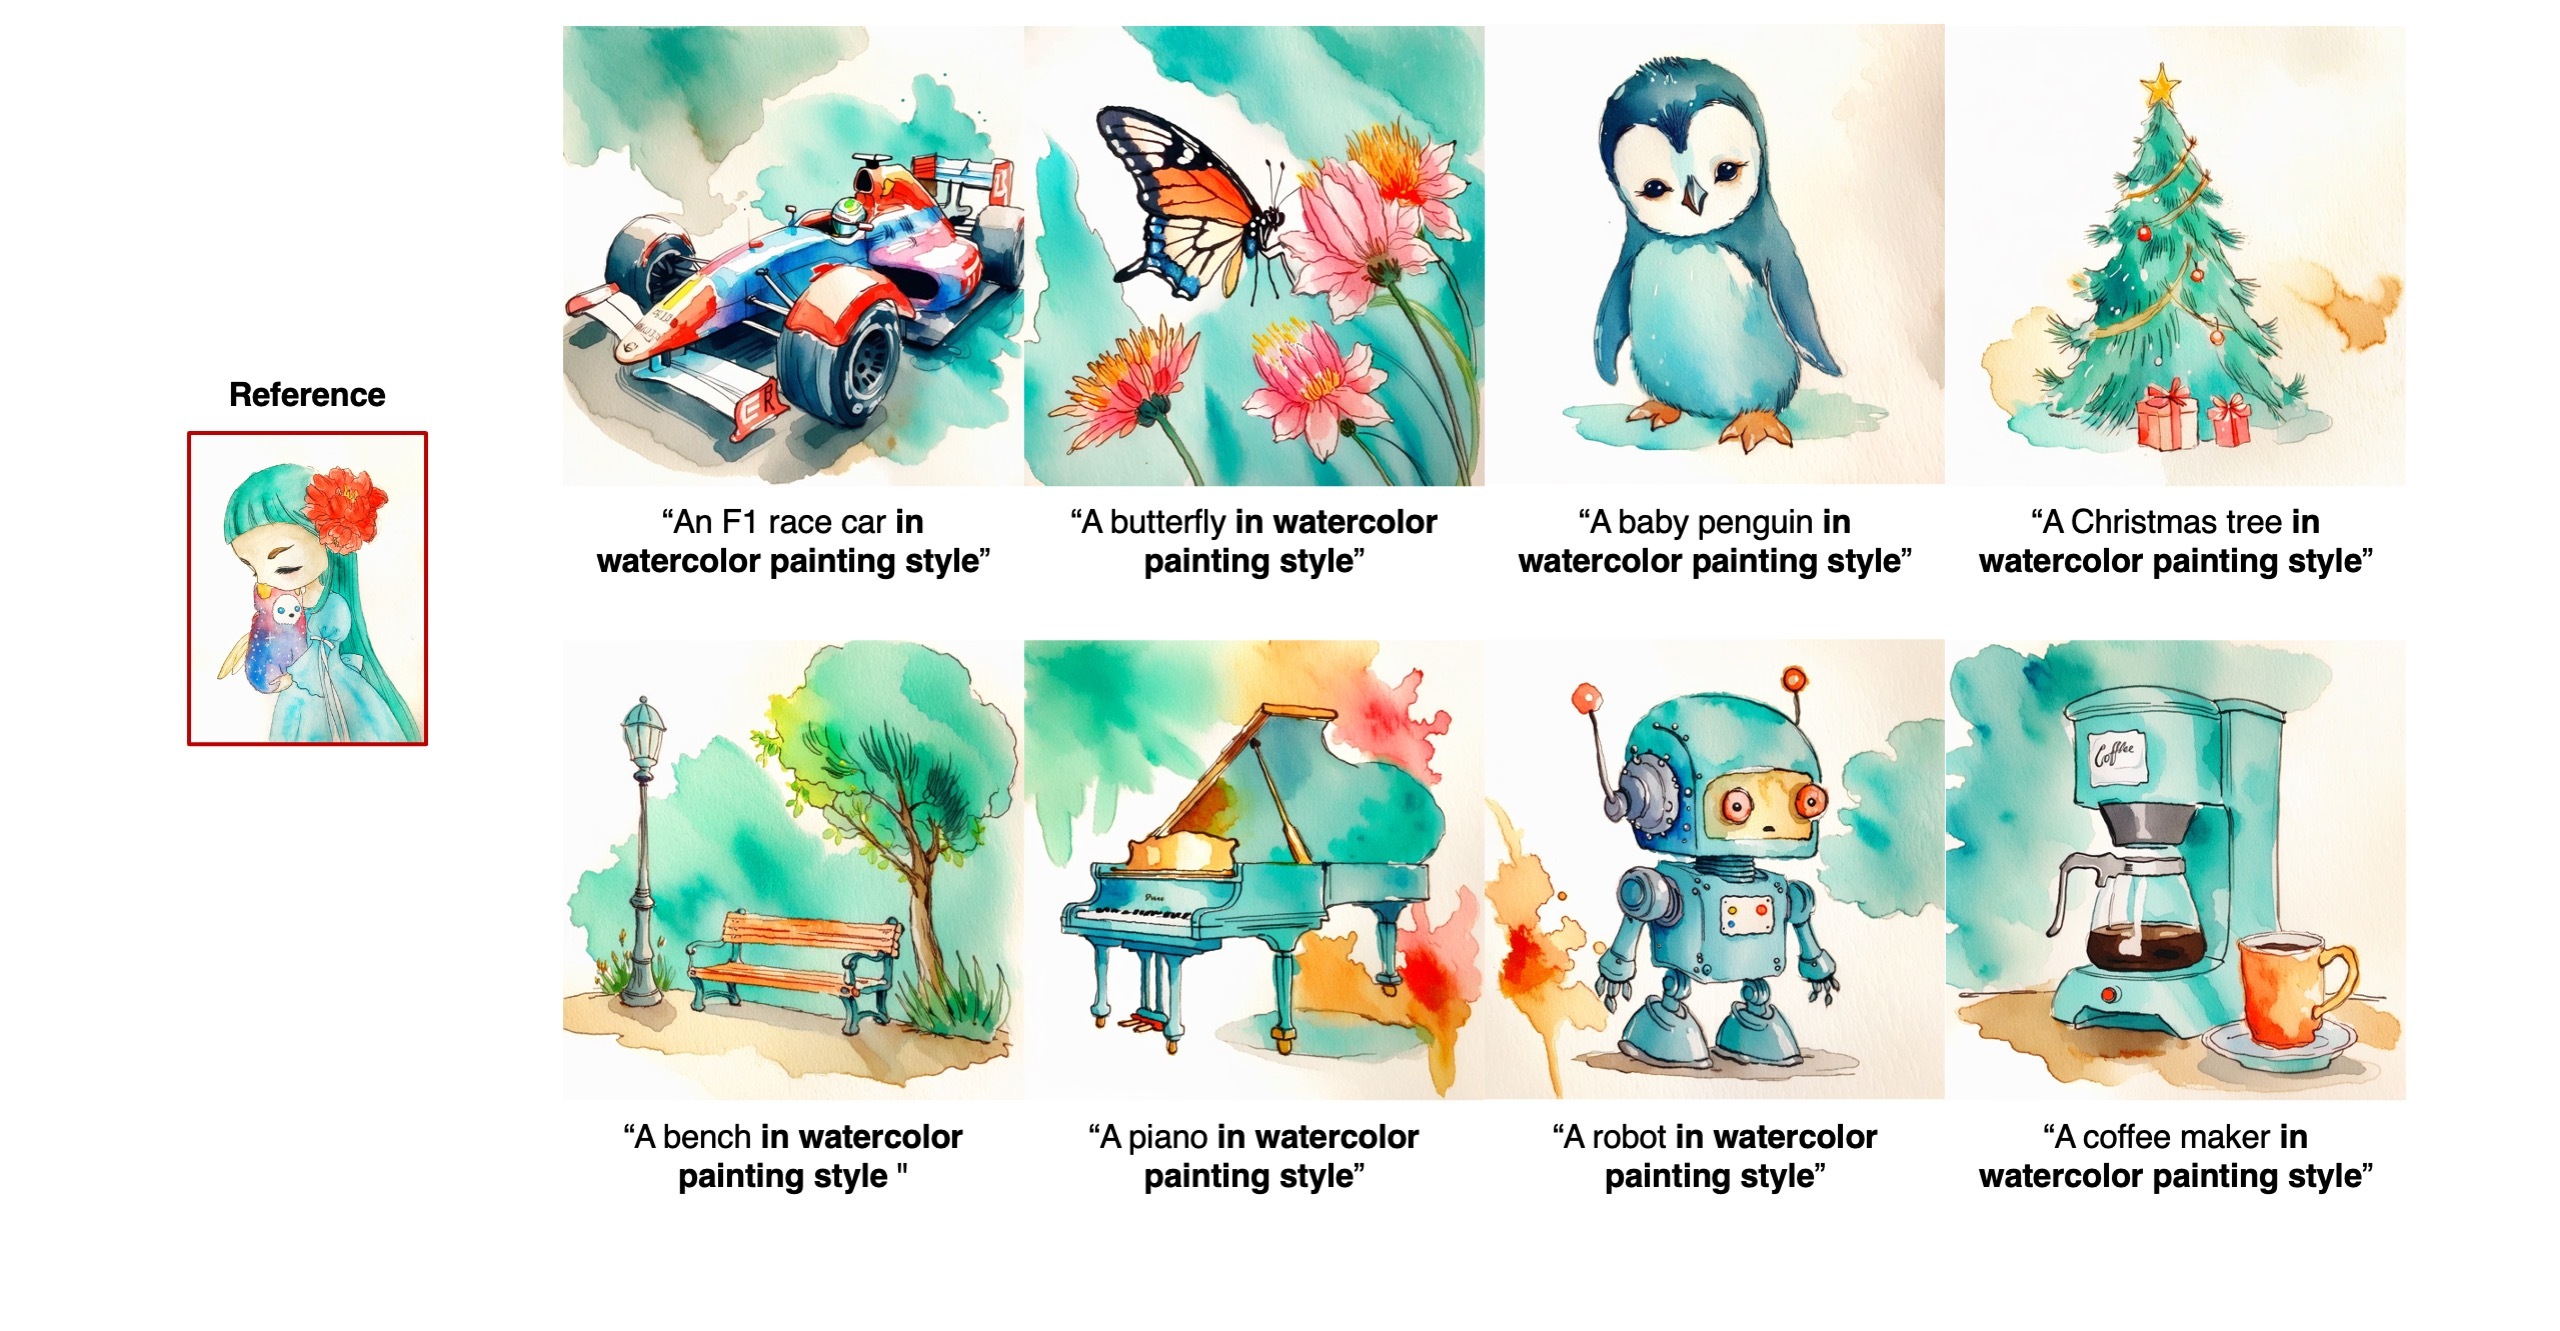 Reference
“An F1 race car in
watercolor painting style”
“A butterfly in watercolor
painting style”
“A baby penguin in
watercolor painting style”
“A Christmas tree in
watercolor painting style”
Coffee
“A bench in watercolor
painting style "
“A piano in watercolor
painting style”
“A robot in watercolor
painting style”
“A coffee maker in
watercolor painting style”